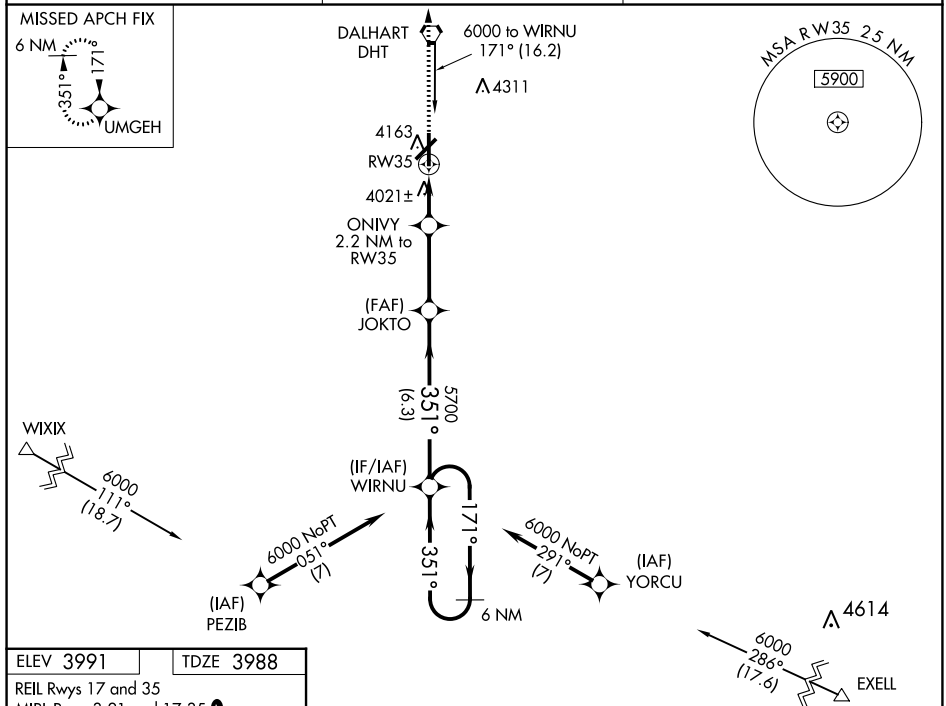 MISSED APCH FIX
6 NM
351°
171°
UMGEH
DALHART
DHT
6000 to WIRNU
171° (16.2)
4311
MSA RW35 25 NM
5900
4163
RW35
4021±
ONIVY
2.2 NM to
RW35
(FAF)
JOKTO
5700
351°
(6.3)
WIXIX
6000
111°
(18.7)
(IF/IAF)
WIRNU
171°
351°
6 NM
6000 NoPT
051°
(7)
(IAF)
PEZIB
6000 NoPT
291°
(7)
(IAF)
YORCU
4614
6000
286°
(17.6)
EXELL
ELEV 3991
TDZE 3988
REIL Rwys 17 and 35